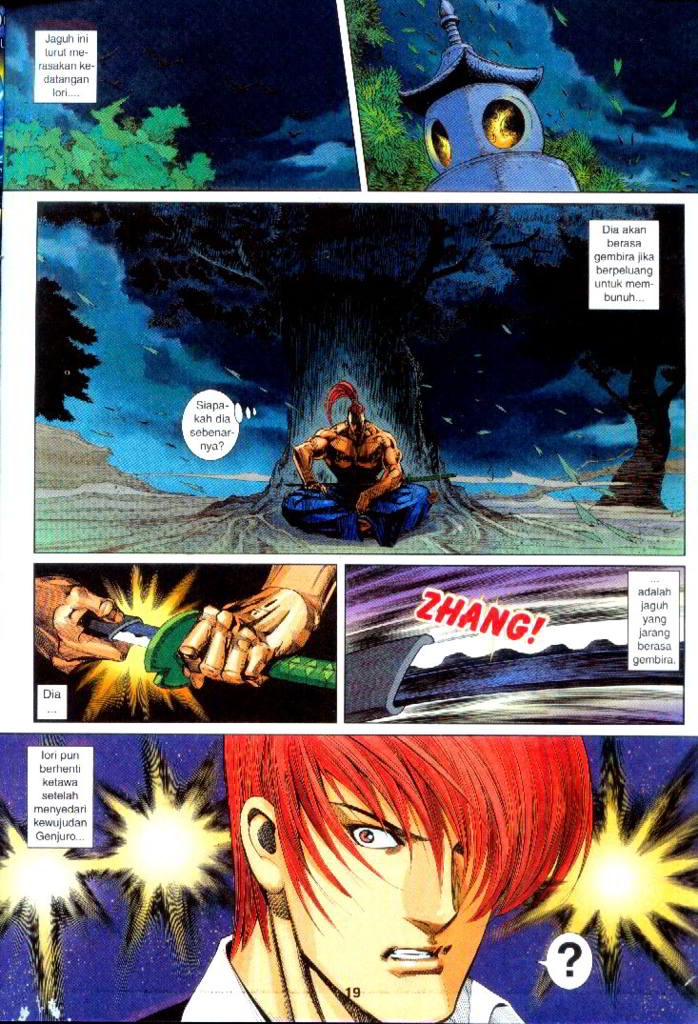 Jaguh ini
turut me-
rasakan ke-
datangan
Iori....
Dia akan
berasa
gembira jika
berpeluang
untuk mem-
bunuh...
Siapa-
kah dia
sebenar-
nya?
Dia
...
ZHANG!
...
adalah
jaguh
yang
jarang
berasa
gembira.
Iori pun
berhenti
ketawa
setelah
menyedari
kewujudan
Genjuro...
?
19